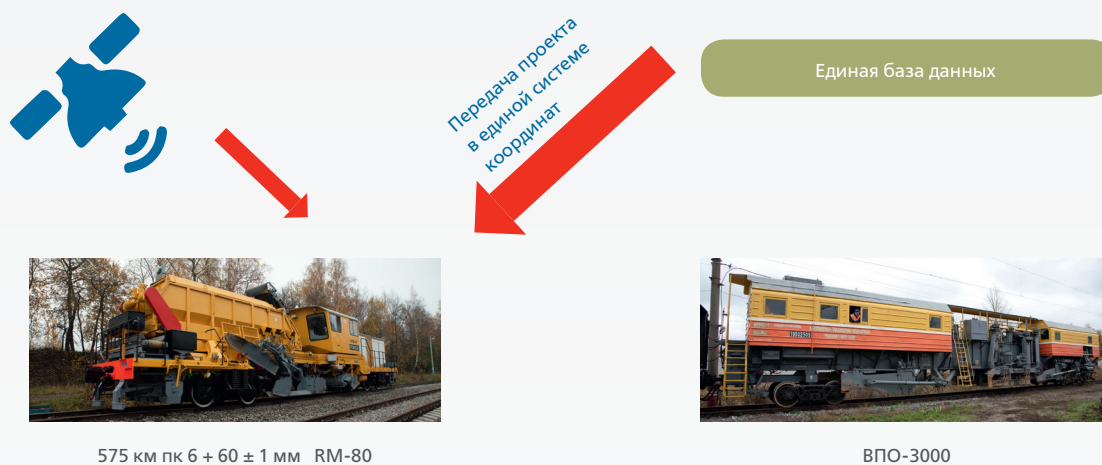 Передача проекта
в единой системе
координат
Единая база данных
575 км пк 6 + 60 ± 1 мм RM-80
ВПО-3000